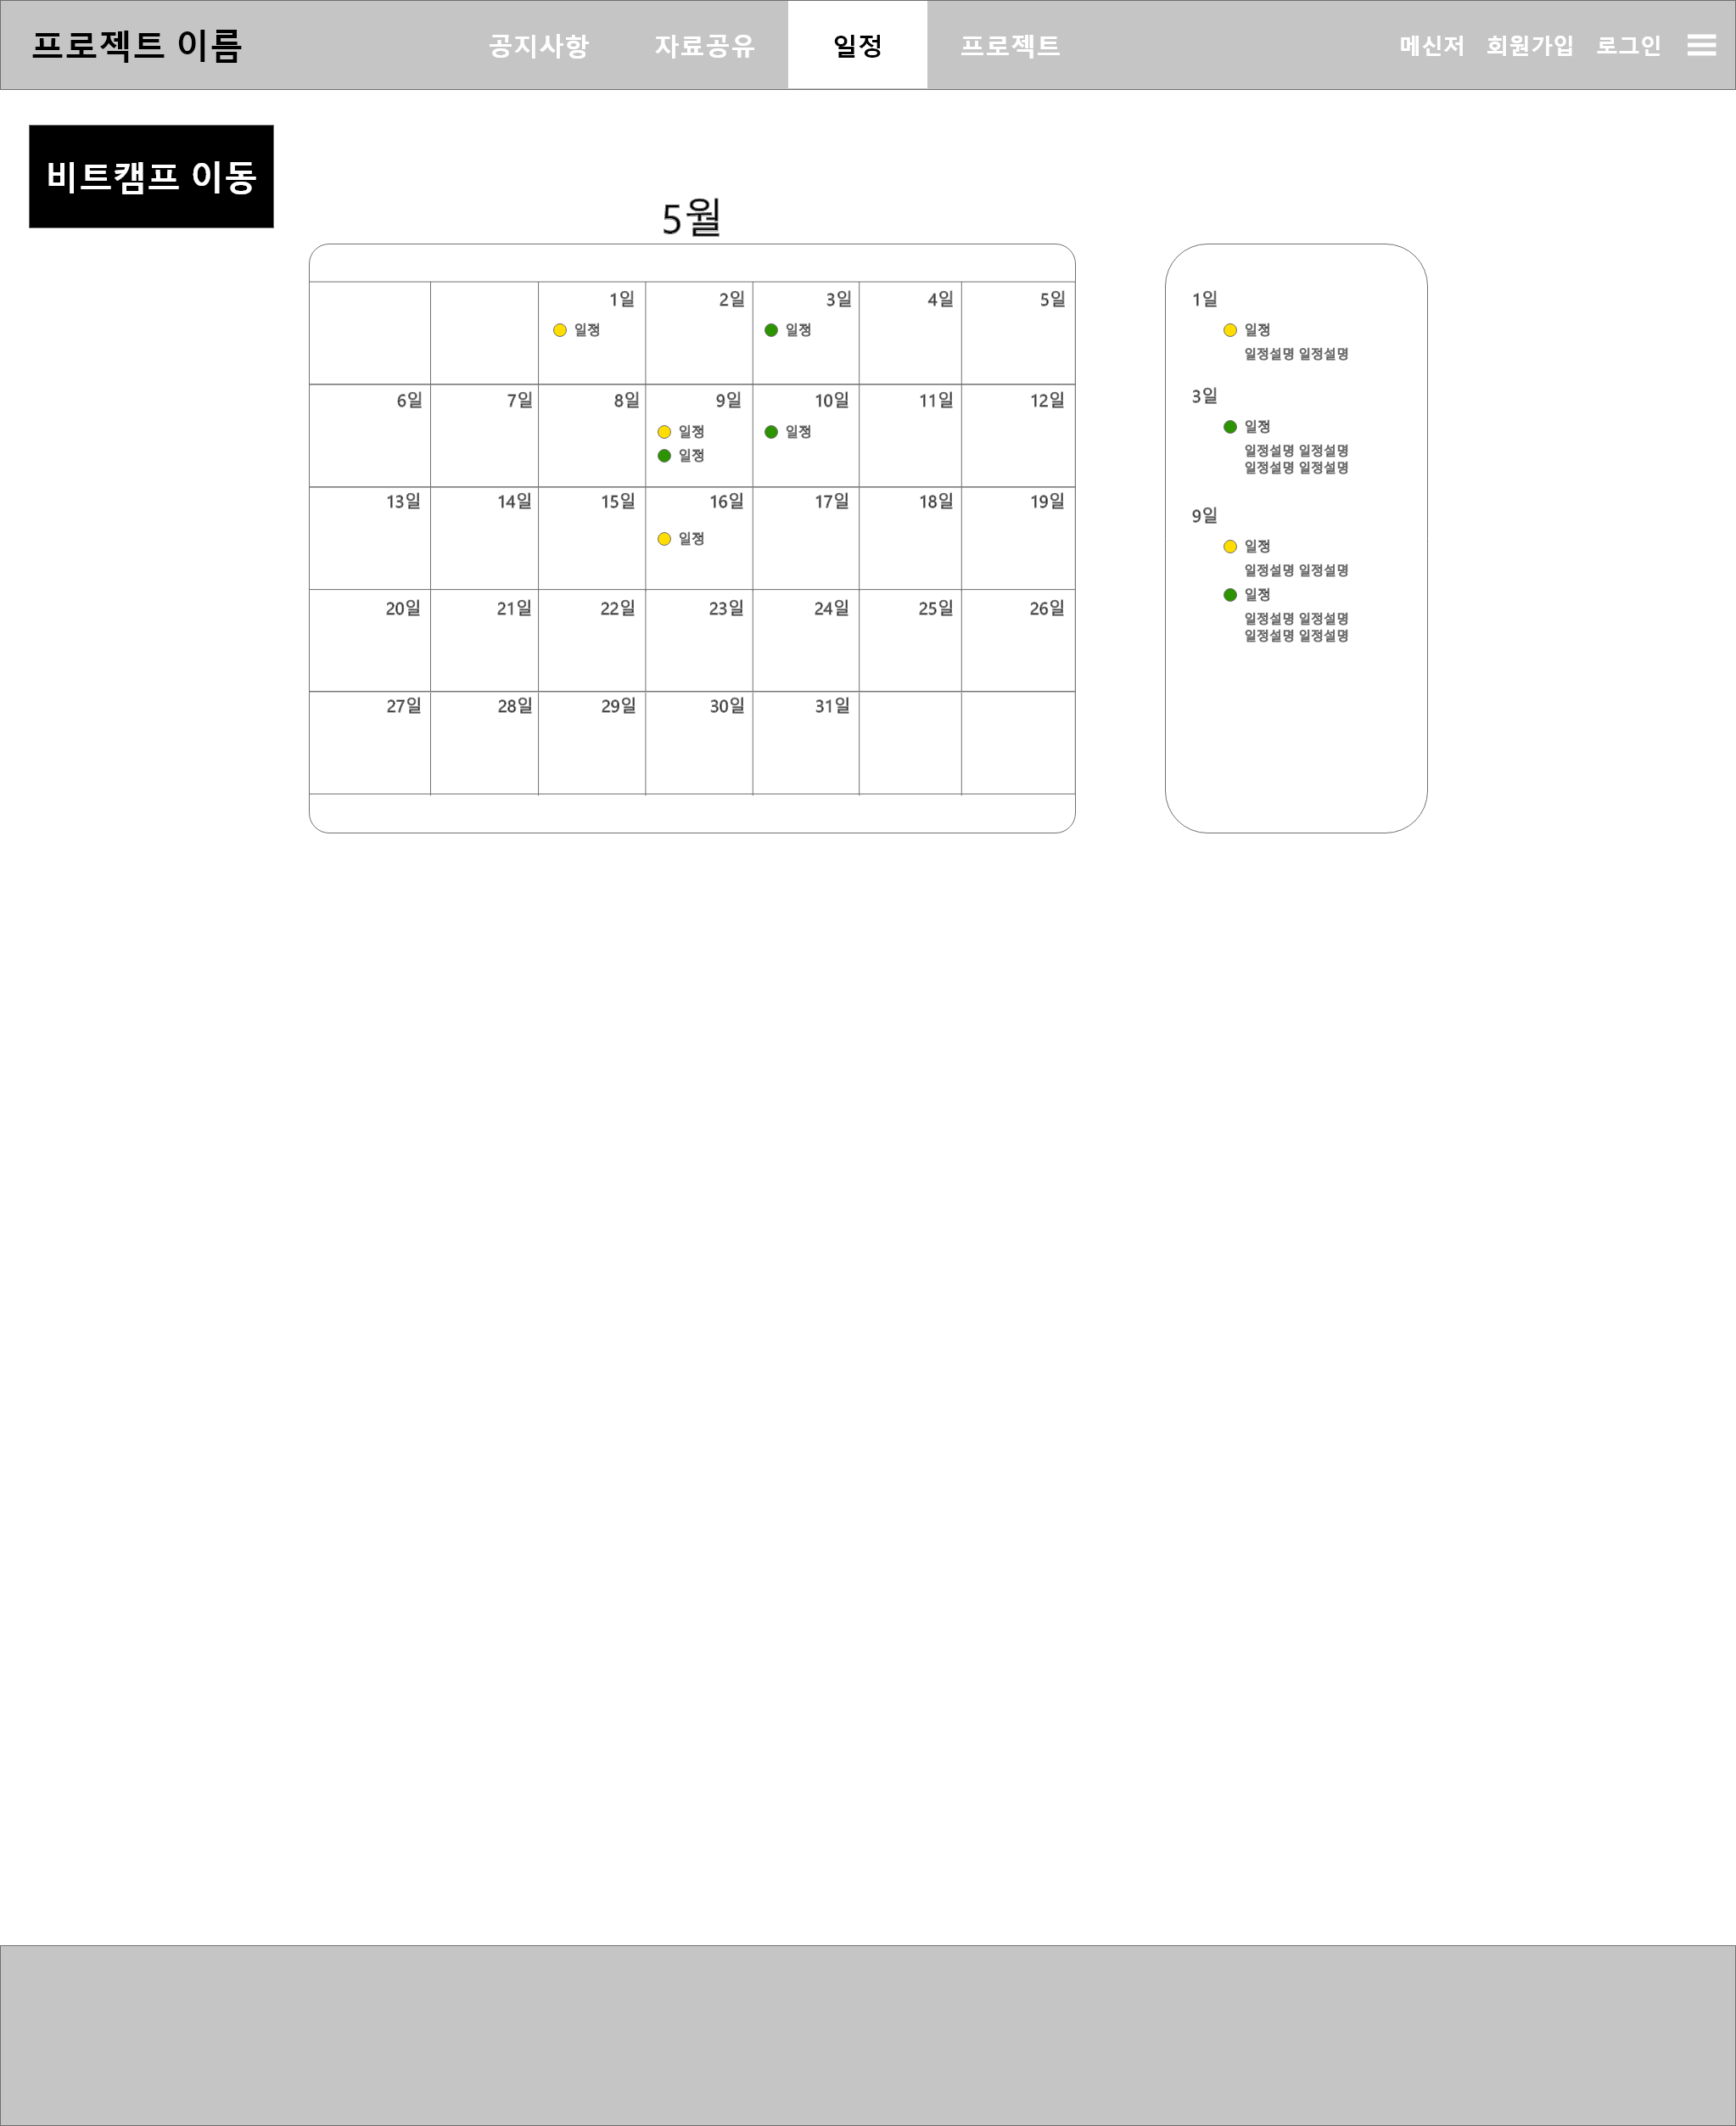 프로젝트 이름
공지사항 자료공유 일정 프로젝트
메신저 회원가입 로그인
비트캠프 이동
5월
1일 2일 3일 4일 5일
일정 일정
6일 7일 8일 9일 10일 11일 12일
일정 일정
일정
13일 14일 15일 16일 17일 18일 19일
일정
20일 21일 22일 23일 24일 25일 26일
27일 28일 29일 30일 31일
1일
일정
일정설명 일정설명
3일
일정
일정설명 일정설명
일정설명 일정설명
9일
일정
일정설명 일정설명
일정
일정설명 일정설명
일정설명 일정설명